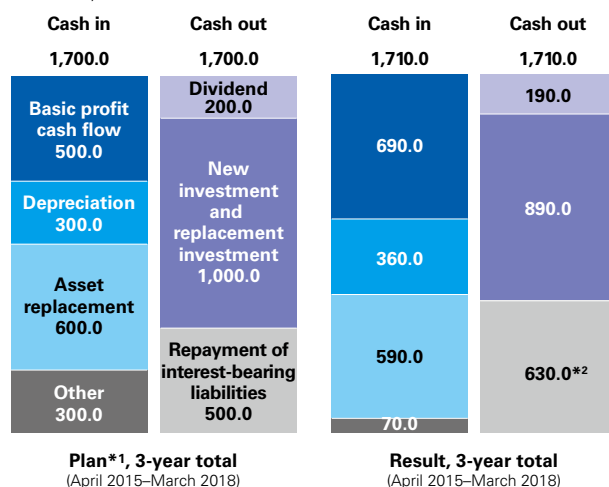 Cash in
Cash out
Cash in
Cash out
1,700.0
1,700.0
1,710.0
1,710.0
Basic profit
cash flow
500.0
Depreciation
300.0
Asset
replacement
600.0
Other
300.0
Dividend
200.0
New
investment
and
replacement
investment
1,000.0
Repayment of
interest-bearing
liabilities
500.0
690.0
360.0
590.0
70.0
190.0
890.0
630.0*2
Plan*1, 3-year total
(April 2015–March 2018)
Result, 3-year total
(April 2015–March 2018)